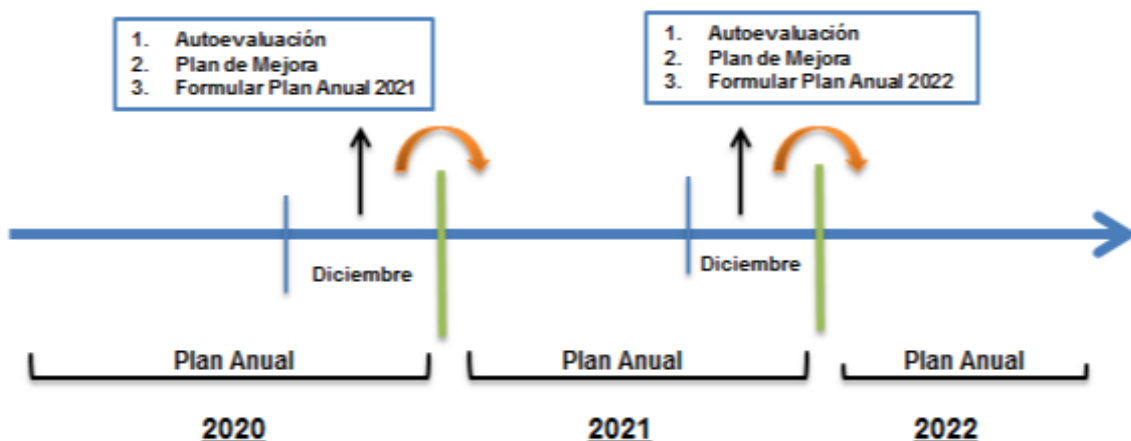 1. Autoevaluación
2. Plan de Mejora
3. Formular Plan Anual 2021
1. Autoevaluación
2. Plan de Mejora
3. Formular Plan Anual 2022
Diciembre
Diciembre
Plan Anual
Plan Anual
Plan Anual
2020
2021
2022